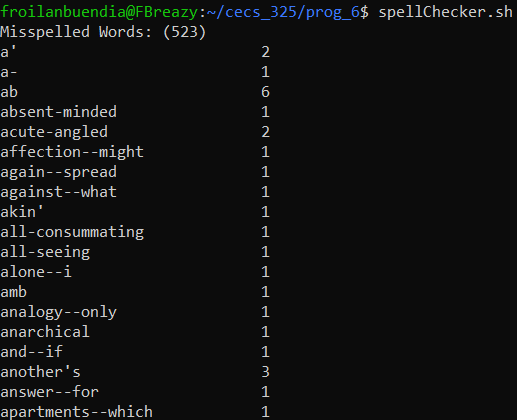 froilanbuendia@FBreazy:~/cecs_325/prog_6$ spellChecker.sh
Misspelled Words: (523)
a' 2
a- 1
ab 6
absent-minded 1
acute-angled 2
affection--might 1
again--spread 1
against--what 1
akin' 1
all-consummating 1
all-seeing 1
alone--i 1
amb 1
analogy--only 1
anarchical 1
and--if 1
another's 3
answer--for 1
apartments--which 1